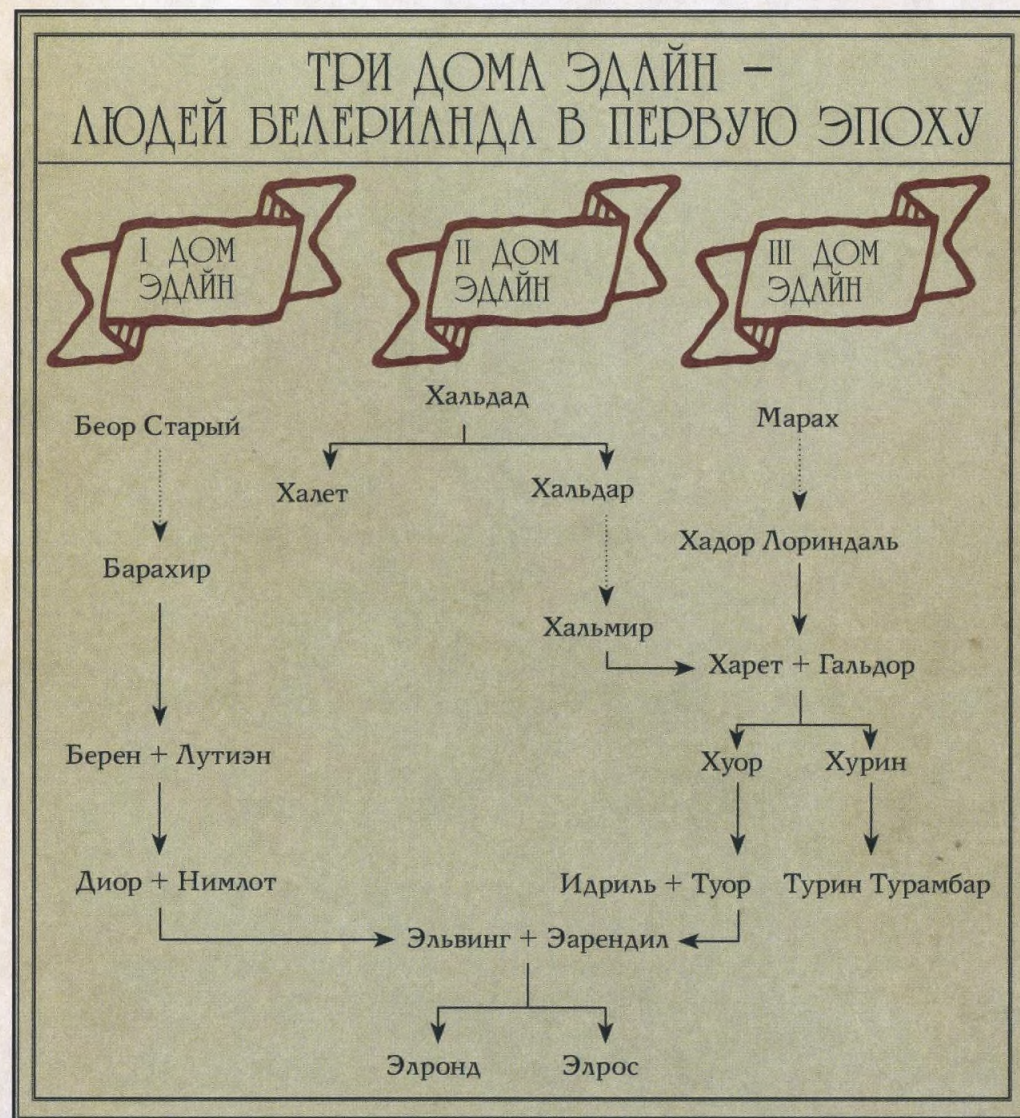 ТРИ ДОМА ЭДАЙН –
ЛЮДЕЙ БЕЛЕРИАНДА В ПЕРВУЮ ЭПОХУ
I ДОМ
ЭДАЙН
II ДОМ
ЭДАЙН
III ДОМ
ЭДАЙН
Хальдад
Беор Старый
Марах
Халет
Хальдар
Хадор Лориндаль
Барахир
Хальмир
Харет + Гальдор
Берен + Лутиэн
Хуор
Хурин
Диор + Нимлот
Идриль + Туор
Турин Турамбар
Эльвинг + Эарендил
Элронд
Элрос